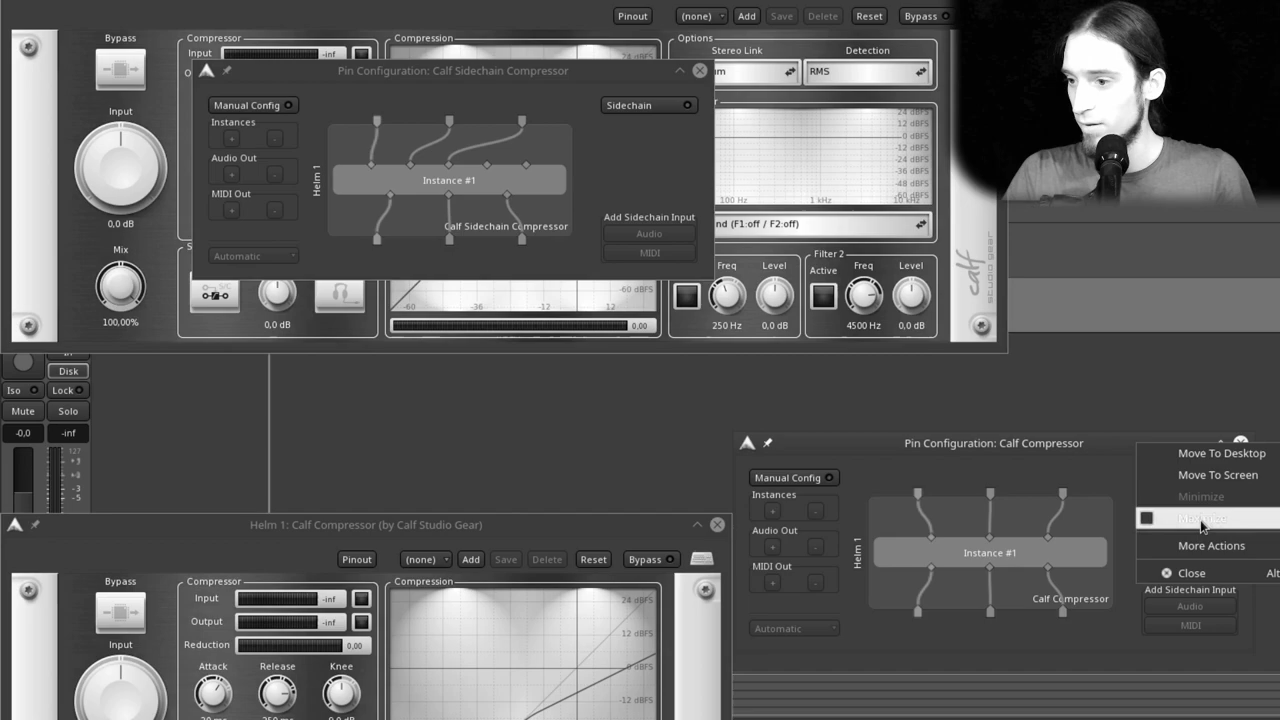 Pinout (none) Add Save Delete Reset Bypass
Bypass Compressor Compression Options
Input -inf 24 dBFS Stereo Link Detection
Pin Configuration: Calf Sidechain Compressor
RMS
Manual Config Sidechain
Instances
+ -
Audio Out
+ -
MIDI Out
+ -
Automatic
Helm 1
Instance #1
Calf Sidechain Compressor
Add Sidechain Input
Audio
MIDI
Input
0,0 dB
Mix
100.00%
24 dBFS
12 dBFS
0 dBFS
-12 dBFS
-24 dBFS
-36 dBFS
-48 dBFS
-60 dBFS
100 Hz 1 kHz 10 kHz
(F1:off / F2:off)
Filter 2
Freq Level Active Freq Level
250 Hz 0,0 dB 4500 Hz 0,0 dB
S/C
0,0 dB
-60 dBFS
-60 -36 -12 12
0,00
calf
studio gear
Disk
Iso Lock
Mute Solo
-0,0 -inf
127
-3
-5
Pin Configuration: Calf Compressor
Manual Config
Instances
+ -
Audio Out
+ -
MIDI Out
+ -
Automatic
Helm 1
Instance #1
Calf Compressor
Move To Desktop
Move To Screen
Minimize
More Actions
Close Alt
Add Sidechain Input
Audio
MIDI
Helm 1: Calf Compressor (by Calf Studio Gear)
Pinout (none) Add Save Delete Reset Bypass
Bypass Compressor Compression
Input -inf 24 dBFS
Output -inf 12 dBFS
Reduction 0,00
Input
Attack Release Knee
0 dBFS
-12 dBFS